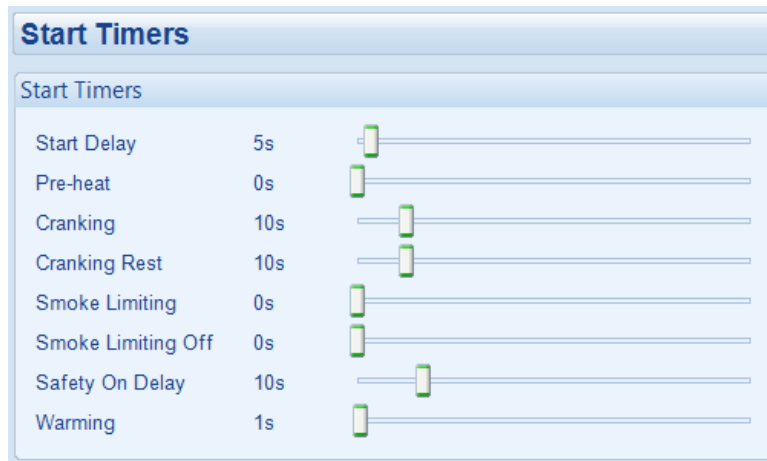 Start Timers
Start Timers
Start Delay 5s
Pre-heat 0s
Cranking 10s
Cranking Rest 10s
Smoke Limiting 0s
Smoke Limiting Off 0s
Safety On Delay 10s
Warming 1s